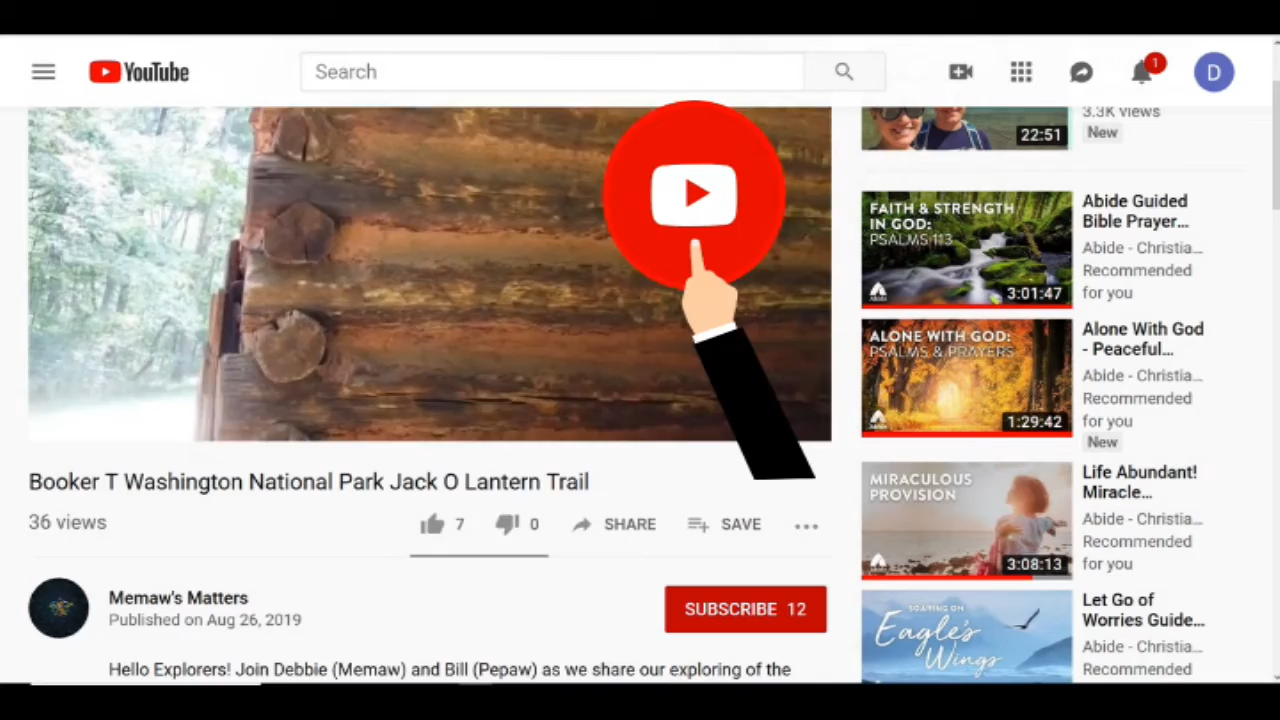 YouTube
Search
1
D
22:51
3.3K views
New
FAITH & STRENGTH
IN GOD:
PSALMS 113
Abide
3:01:47
Abide Guided
Bible Prayer...
Abide - Christia...
Recommended
for you
ALONE WITH GOD:
PSALMS & PRAYERS
Abide
1:29:42
Alone With God
- Peaceful...
Abide - Christia...
Recommended
for you
New
Booker T Washington National Park Jack O Lantern Trail
36 views
7
0
SHARE
SAVE
MIRACULOUS
PROVISION
Abide
3:08:13
Life Abundant!
Miracle...
Abide - Christia...
Recommended
for you
Memaw's Matters
Published on Aug 26, 2019
SUBSCRIBE 12
Hello Explorers! Join Debbie (Memaw) and Bill (Pepaw) as we share our exploring of the
SOARING ON
Eagle's
Wings
Let Go of
Worries Guide...
Abide - Christia...
Recommended